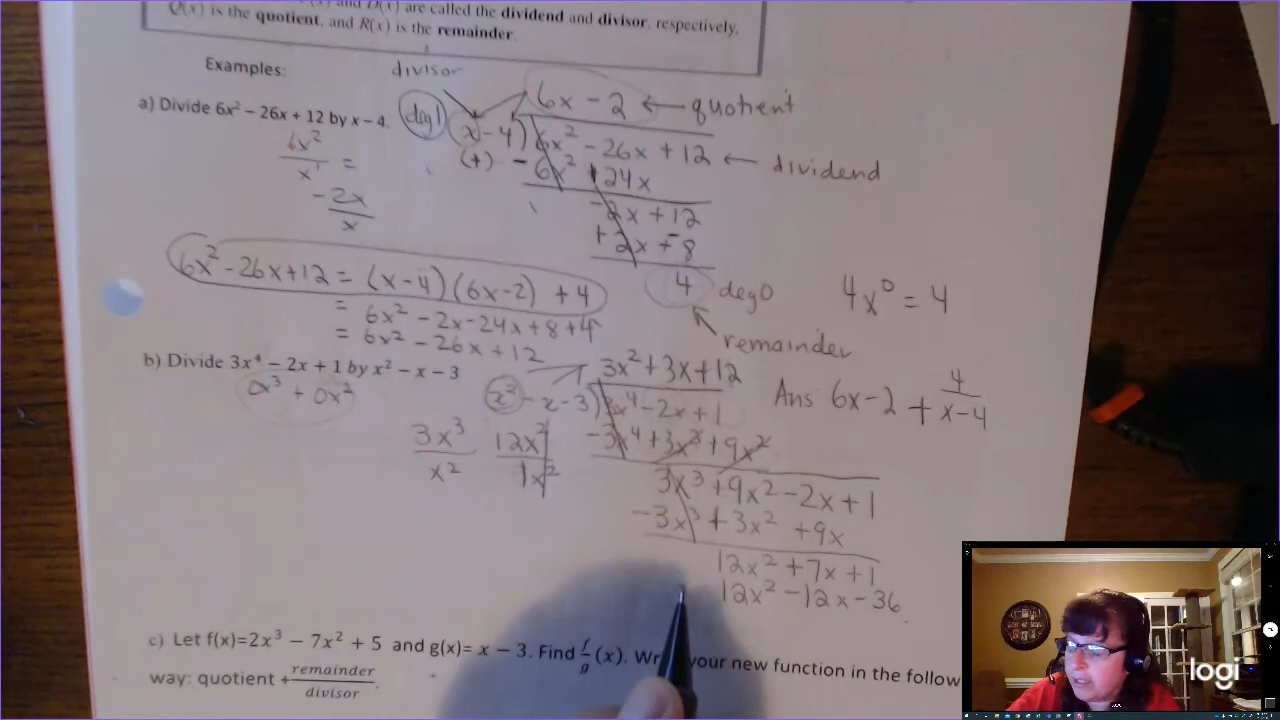 D(x) are called the dividend and divisor, respectively,
Q(x) is the quotient, and R(x) is the remainder.
Examples:
divisor
a) Divide 6x² – 26x + 12 by x – 4.
deg 1
6x - 2 ← quotient
x - 4) 6x² - 26x + 12 ← dividend
(+) - 6x² + 24x
-2x + 12
+ 2x - 8
4 deg 0
remainder
6x²/x¹ =
-2x/x
4x⁰ = 4
6x² - 26x + 12 = (x-4)(6x-2) + 4
= 6x² - 2x - 24x + 8 + 4
= 6x² - 26x + 12
Ans 6x - 2 + 4/(x-4)
b) Divide 3x⁴ – 2x + 1 by x² – x – 3
0x³ + 0x²
3x² + 3x + 12
x² - x - 3) 3x⁴ - 2x + 1
- 3x⁴ + 3x³ + 9x²
3x³ + 9x² - 2x + 1
- 3x³ + 3x² + 9x
12x² + 7x + 1
12x² - 12x - 36
3x³/x² 12x²/1x²
c) Let f(x)=2x³ – 7x² + 5 and g(x)= x – 3. Find f/g (x). your new function in the follow
way: quotient + remainder/divisor
logi